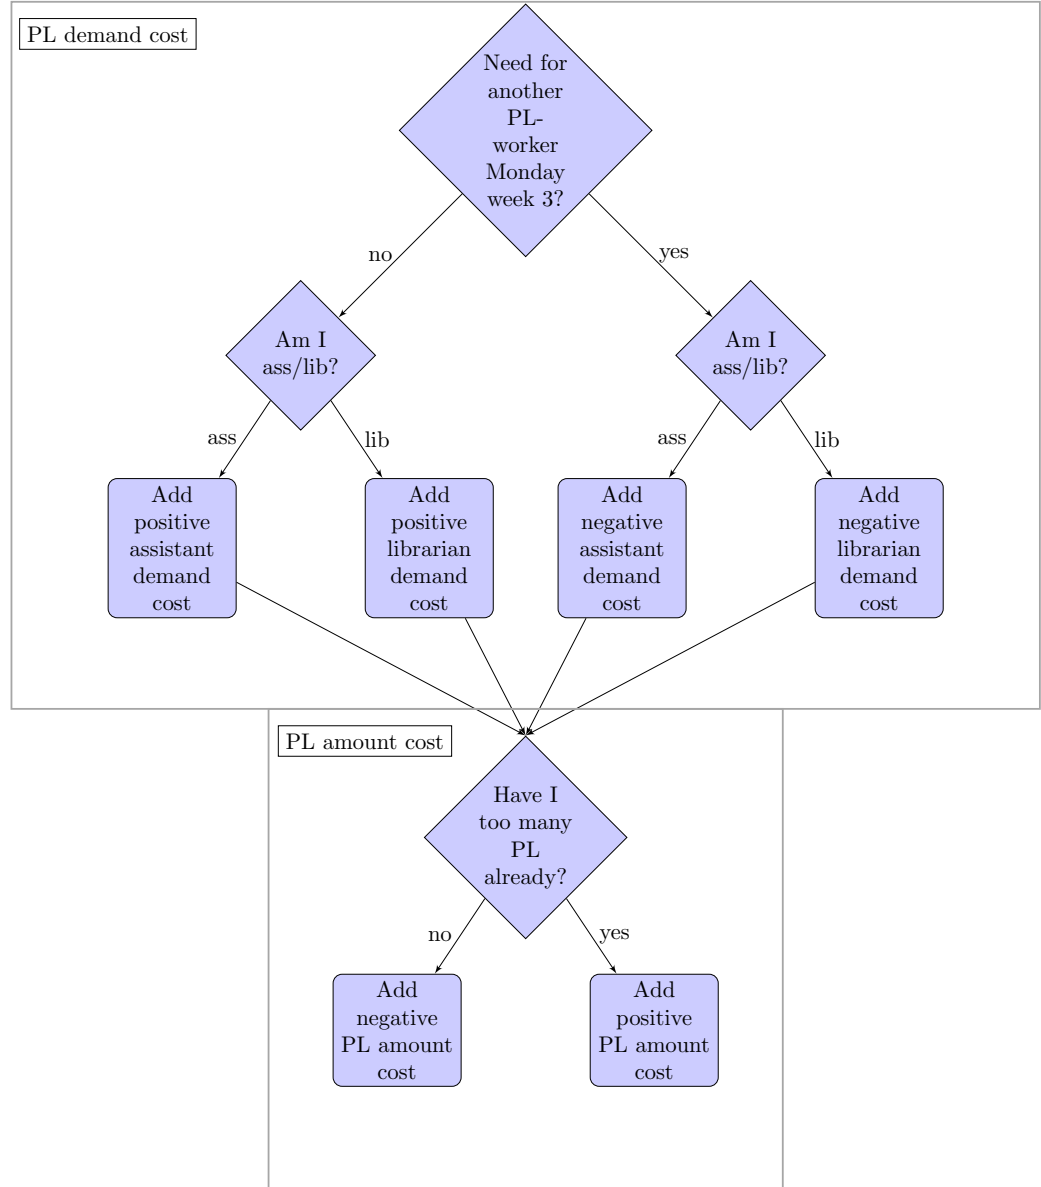 PL demand cost
Need for
another
PL-
worker
Monday
week 3?
no
yes
Am I
ass/lib?
Am I
ass/lib?
ass
lib
ass
lib
Add
positive
assistant
demand
cost
Add
positive
librarian
demand
cost
Add
negative
assistant
demand
cost
Add
negative
librarian
demand
cost
PL amount cost
Have I
too many
PL
already?
no
yes
Add
negative
PL amount
cost
Add
positive
PL amount
cost